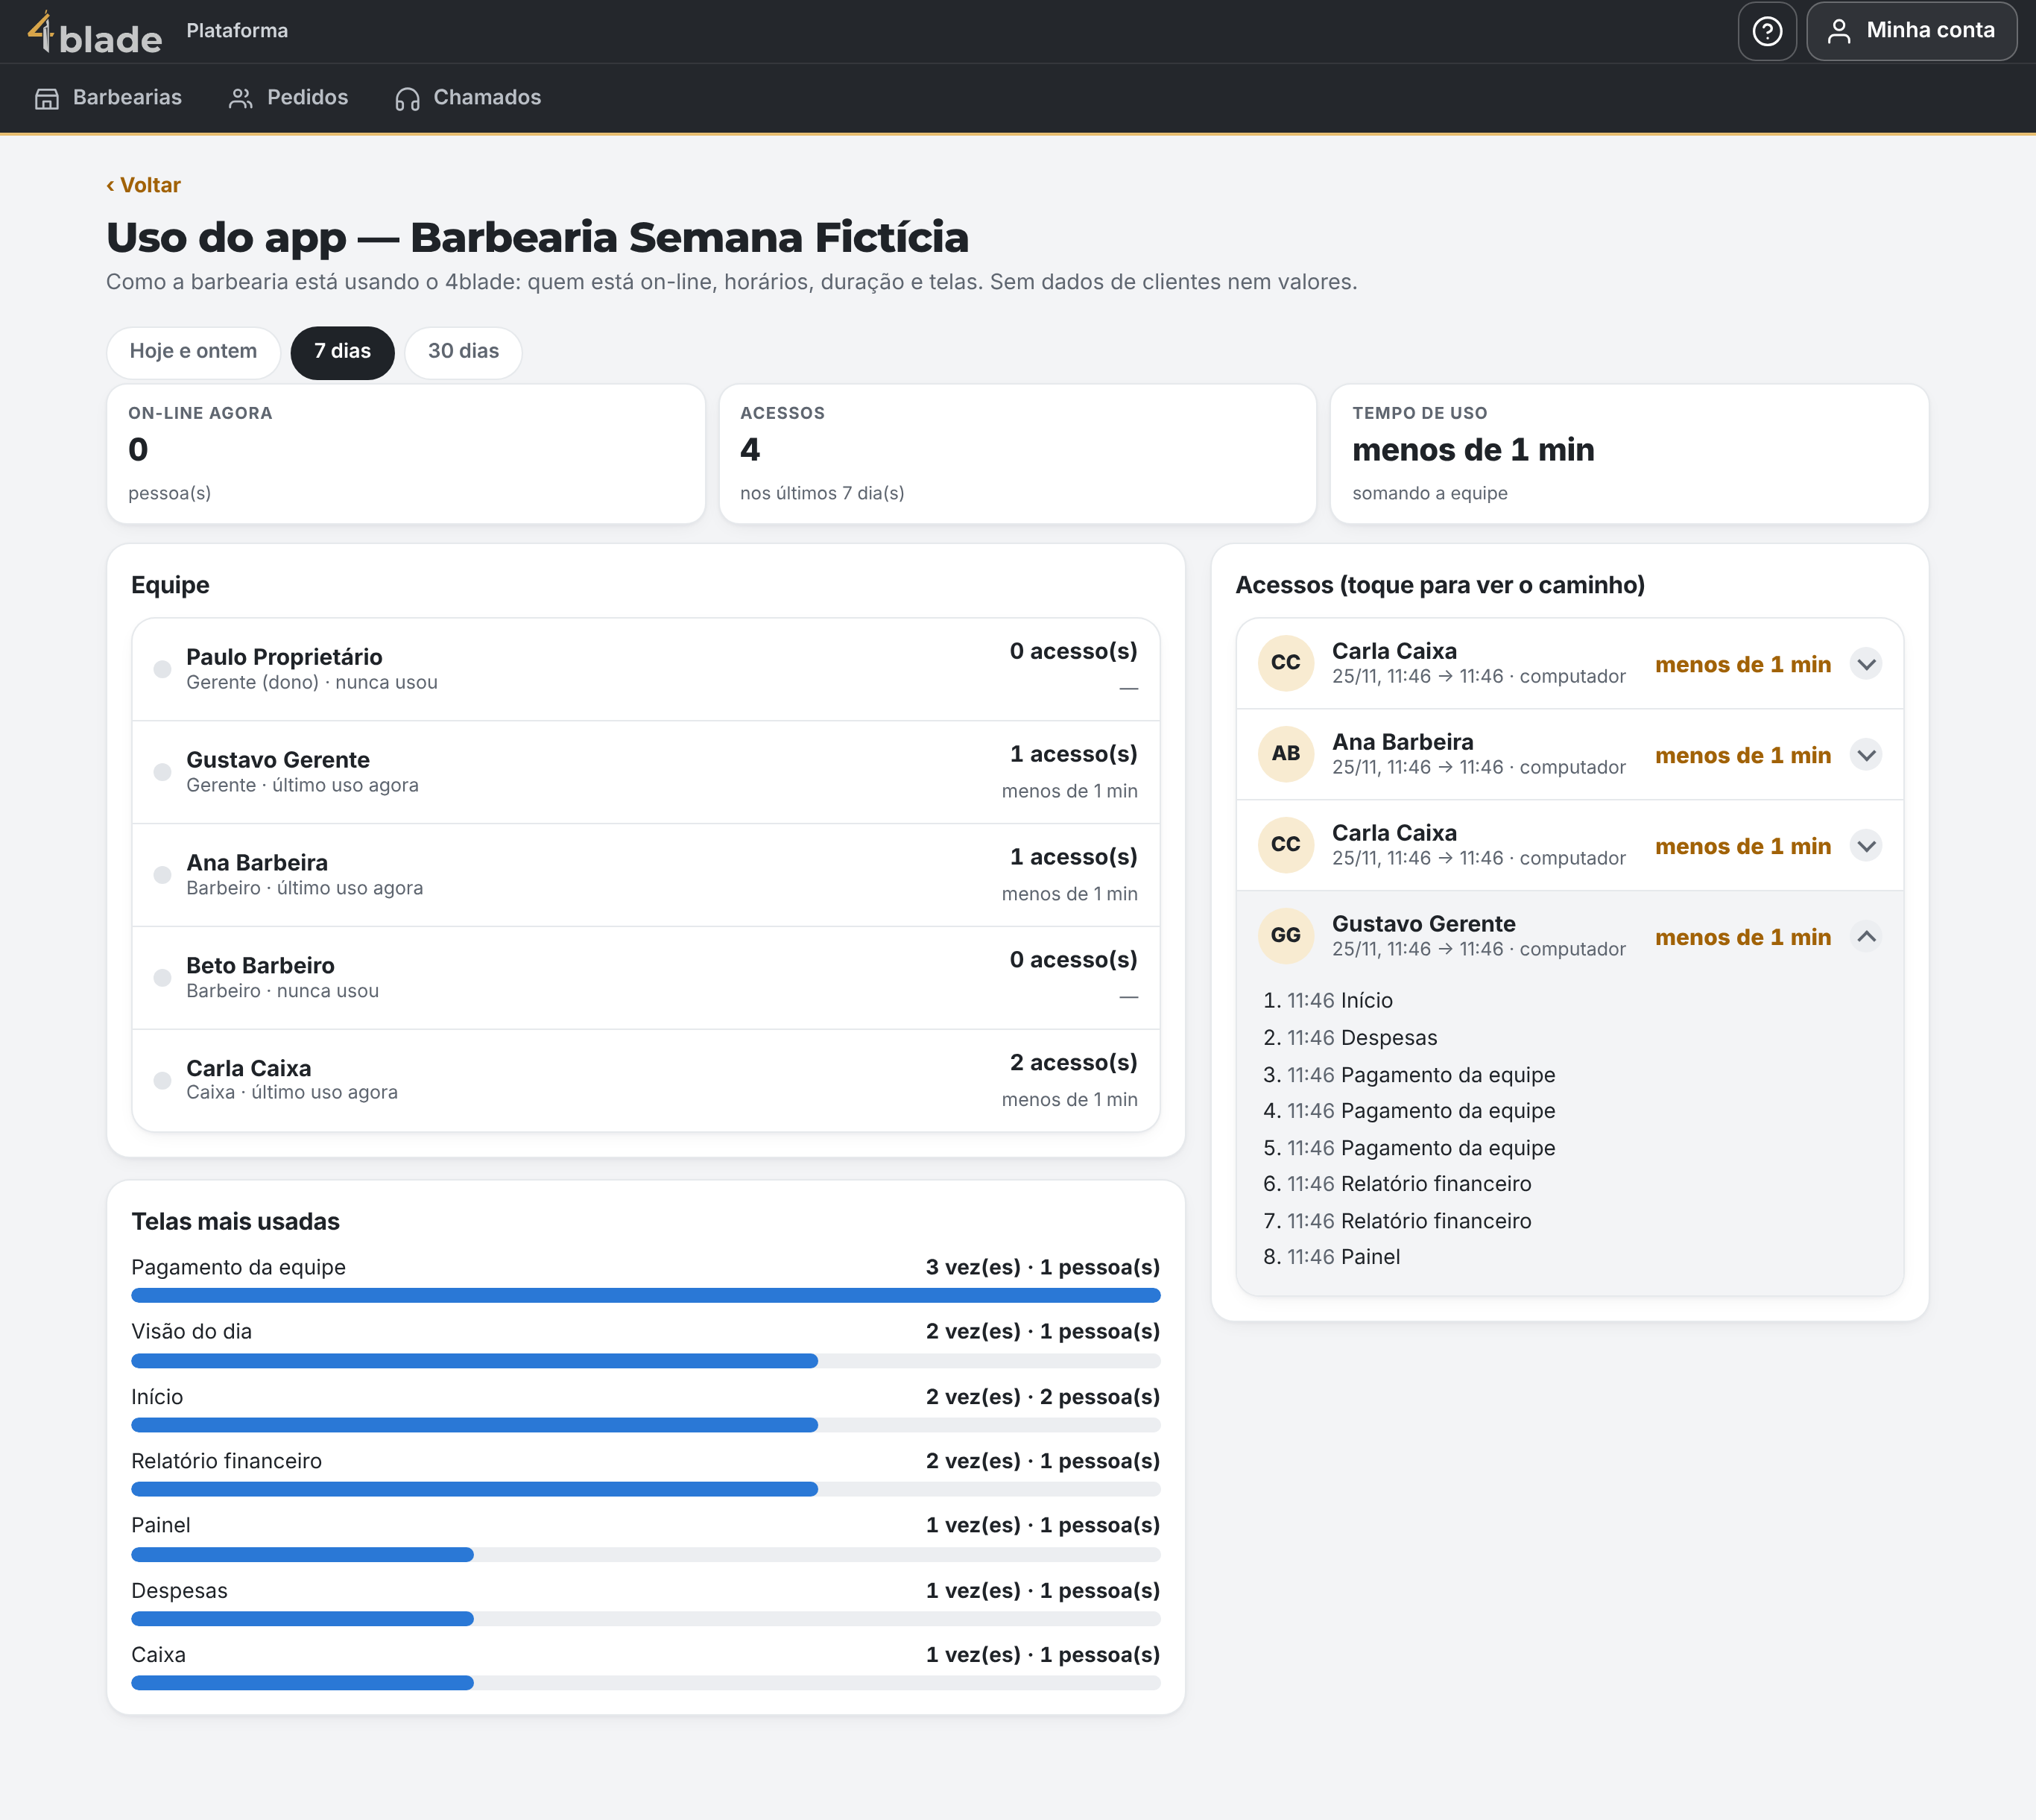 4blade Plataforma
Minha conta
Barbearias Pedidos Chamados
‹ Voltar
Uso do app — Barbearia Semana Fictícia
Como a barbearia está usando o 4blade: quem está on-line, horários, duração e telas. Sem dados de clientes nem valores.
Hoje e ontem 7 dias 30 dias
ON-LINE AGORA
0
pessoa(s)
ACESSOS
4
nos últimos 7 dia(s)
TEMPO DE USO
menos de 1 min
somando a equipe
Equipe
Paulo Proprietário 0 acesso(s)
Gerente (dono) · nunca usou —
Gustavo Gerente 1 acesso(s)
Gerente · último uso agora menos de 1 min
Ana Barbeira 1 acesso(s)
Barbeiro · último uso agora menos de 1 min
Beto Barbeiro 0 acesso(s)
Barbeiro · nunca usou —
Carla Caixa 2 acesso(s)
Caixa · último uso agora menos de 1 min
Telas mais usadas
Pagamento da equipe 3 vez(es) · 1 pessoa(s)
Visão do dia 2 vez(es) · 1 pessoa(s)
Início 2 vez(es) · 2 pessoa(s)
Relatório financeiro 2 vez(es) · 1 pessoa(s)
Painel 1 vez(es) · 1 pessoa(s)
Despesas 1 vez(es) · 1 pessoa(s)
Caixa 1 vez(es) · 1 pessoa(s)
Acessos (toque para ver o caminho)
CC Carla Caixa menos de 1 min
25/11, 11:46 → 11:46 · computador
AB Ana Barbeira menos de 1 min
25/11, 11:46 → 11:46 · computador
CC Carla Caixa menos de 1 min
25/11, 11:46 → 11:46 · computador
GG Gustavo Gerente menos de 1 min
25/11, 11:46 → 11:46 · computador
1. 11:46 Início
2. 11:46 Despesas
3. 11:46 Pagamento da equipe
4. 11:46 Pagamento da equipe
5. 11:46 Pagamento da equipe
6. 11:46 Relatório financeiro
7. 11:46 Relatório financeiro
8. 11:46 Painel